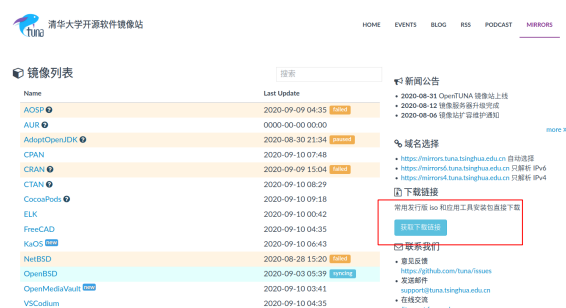 tuna
清华大学开源软件镜像站
HOME EVENTS BLOG RSS PODCAST MIRRORS
镜像列表
搜索
Name Last Update
AOSP 2020-09-09 04:35 failed
AUR 0000-00-00 00:00
AdoptOpenJDK 2020-08-30 21:34 paused
CPAN 2020-09-10 07:48
CRAN 2020-09-09 15:04 failed
CTAN 2020-09-10 08:29
CocoaPods 2020-09-10 09:18
ELK 2020-09-10 00:42
FreeCAD 2020-09-10 04:35
KaOS new 2020-09-10 06:43
NetBSD 2020-08-28 15:20 failed
OpenBSD 2020-09-03 05:39 syncing
OpenMediaVault new 2020-09-10 03:41
VSCodium 2020-09-10 04:35
新闻公告
2020-08-31 OpenTUNA 镜像站上线
2020-08-12 镜像服务器升级完成
2020-08-06 镜像站扩容维护通知
more
域名选择
https://mirrors.tuna.tsinghua.edu.cn 自动选择
https://mirrors6.tuna.tsinghua.edu.cn 只解析 IPv6
https://mirrors4.tuna.tsinghua.edu.cn 只解析 IPv4
下载链接
常用发行版 iso 和应用工具安装包直接下载
获取下载链接
联系我们
意见反馈
https://github.com/tuna/issues
发送邮件
support@tuna.tsinghua.edu.cn
在线交流